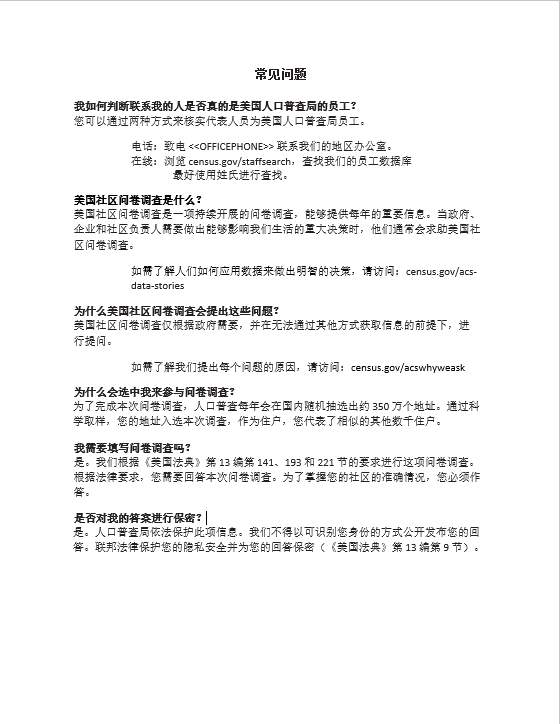 常见问题
我如何判断联系我的人是否真的是美国人口普查局的员工？
您可以通过两种方式来核实代表人员为美国人口普查局员工。
电话：致电 <<OFFICEPHONE>> 联系我们的地区办公室。
在线：浏览 census.gov/staffsearch，查找我们的员工数据库
最好使用姓氏进行查找。
美国社区问卷调查是什么？
美国社区问卷调查是一项持续开展的问卷调查，能够提供每年的重要信息。当政府、
企业和社区负责人需要做出能够影响我们生活的重大决策时，他们通常会求助美国社
区问卷调查。
如需了解人们如何应用数据来做出明智的决策，请访问：census.gov/acs-
data-stories
为什么美国社区问卷调查会提出这些问题？
美国社区问卷调查仅根据政府需要，并在无法通过其他方式获取信息的前提下，进
行提问。
如需了解我们提出每个问题的原因，请访问：census.gov/acswhyweask
为什么会选中我来参与问卷调查？
为了完成本次问卷调查，人口普查每年会在国内随机抽选出约 350 万个地址。通过科
学取样，您的地址入选本次调查，作为住户，您代表了相似的其他数千住户。
我需要填写问卷调查吗？
是。我们根据《美国法典》第 13 编第 141、193 和 221 节的要求进行这项问卷调查。
根据法律要求，您需要回答本次问卷调查。为了掌握您的社区的准确情况，您必须作
答。
是否对我的答案进行保密？
是。人口普查局依法保护此项信息。我们不得以可识别您身份的方式公开发布您的回
答。联邦法律保护您的隐私安全并为您的回答保密（《美国法典》第 13 编第 9 节）。